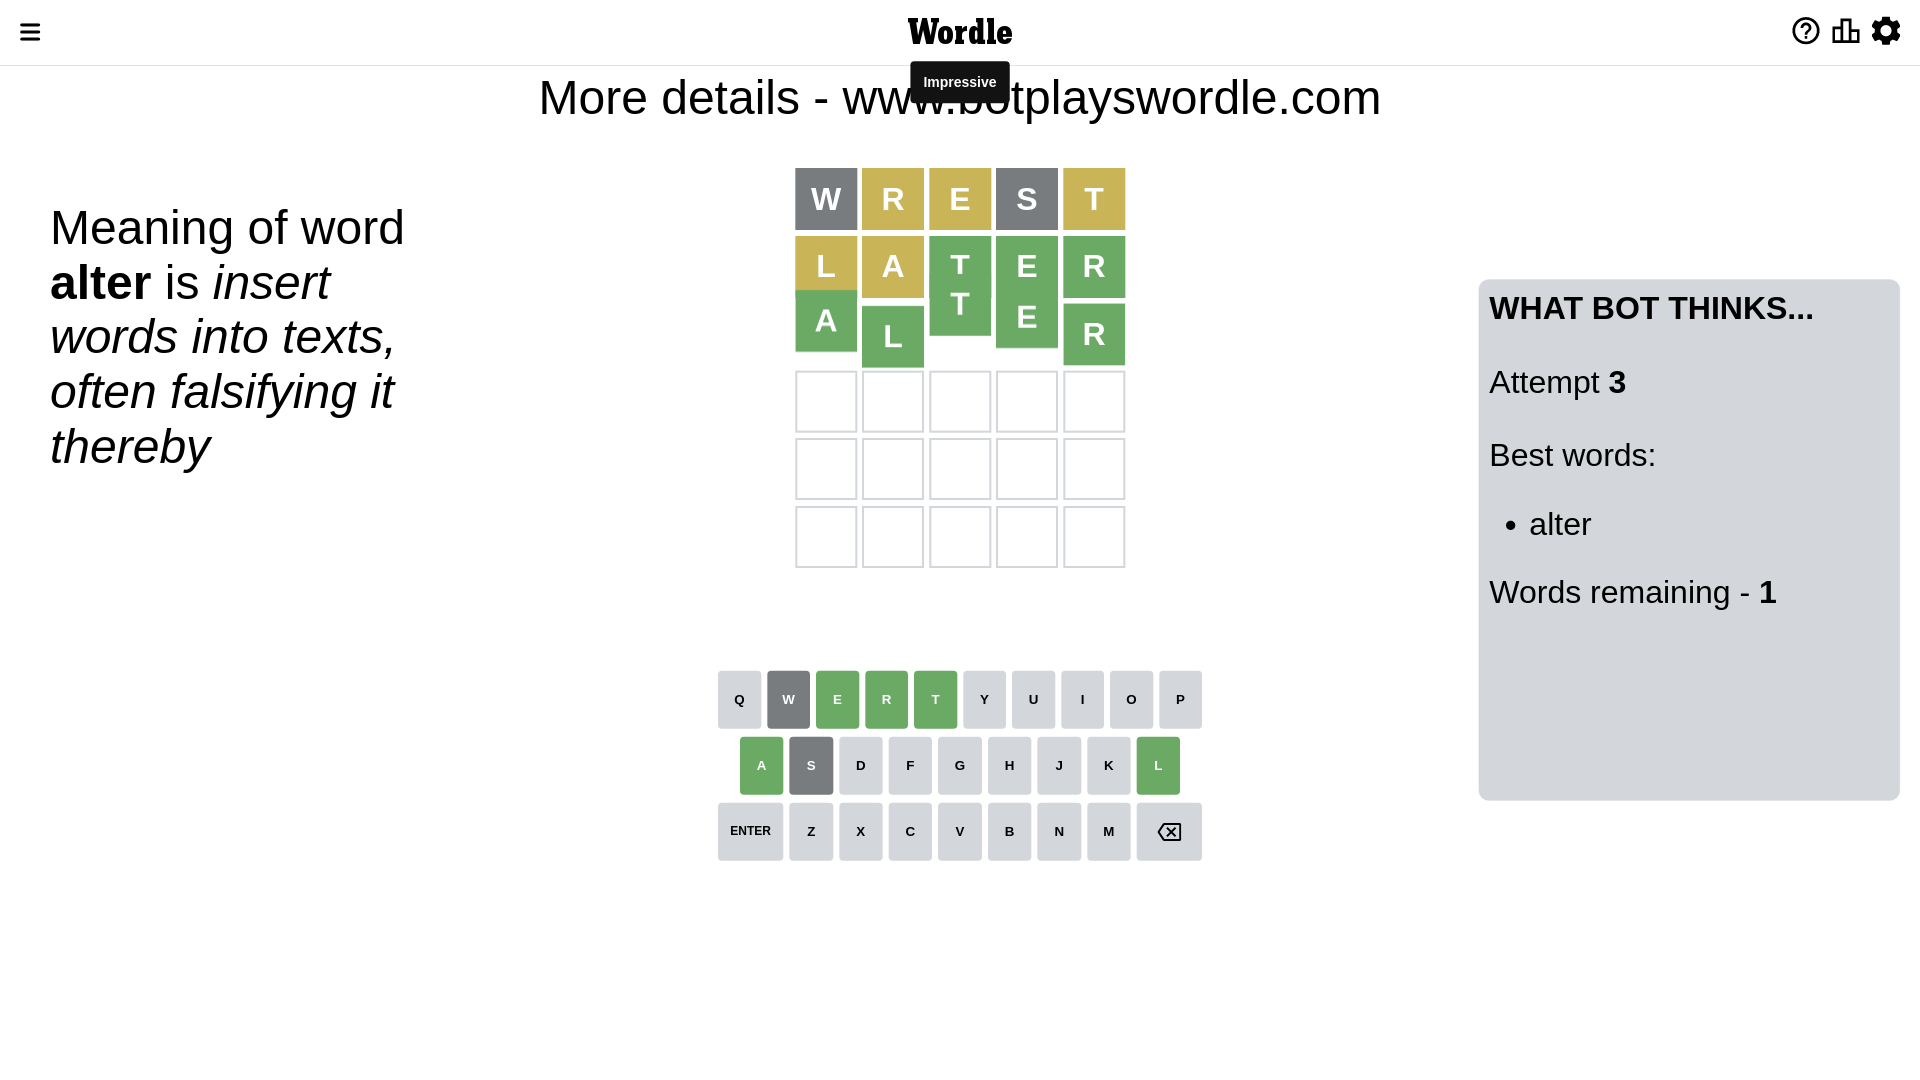 Wordle
Impressive
More details - www.botplayswordle.com
Meaning of word
alter is insert
words into texts,
often falsifying it
thereby
W R E S T
L A T E R
A L T E R
WHAT BOT THINKS...
Attempt 3
Best words:
• alter
Words remaining - 1
Q W E R T Y U I O P
A S D F G H J K L
ENTER Z X C V B N M